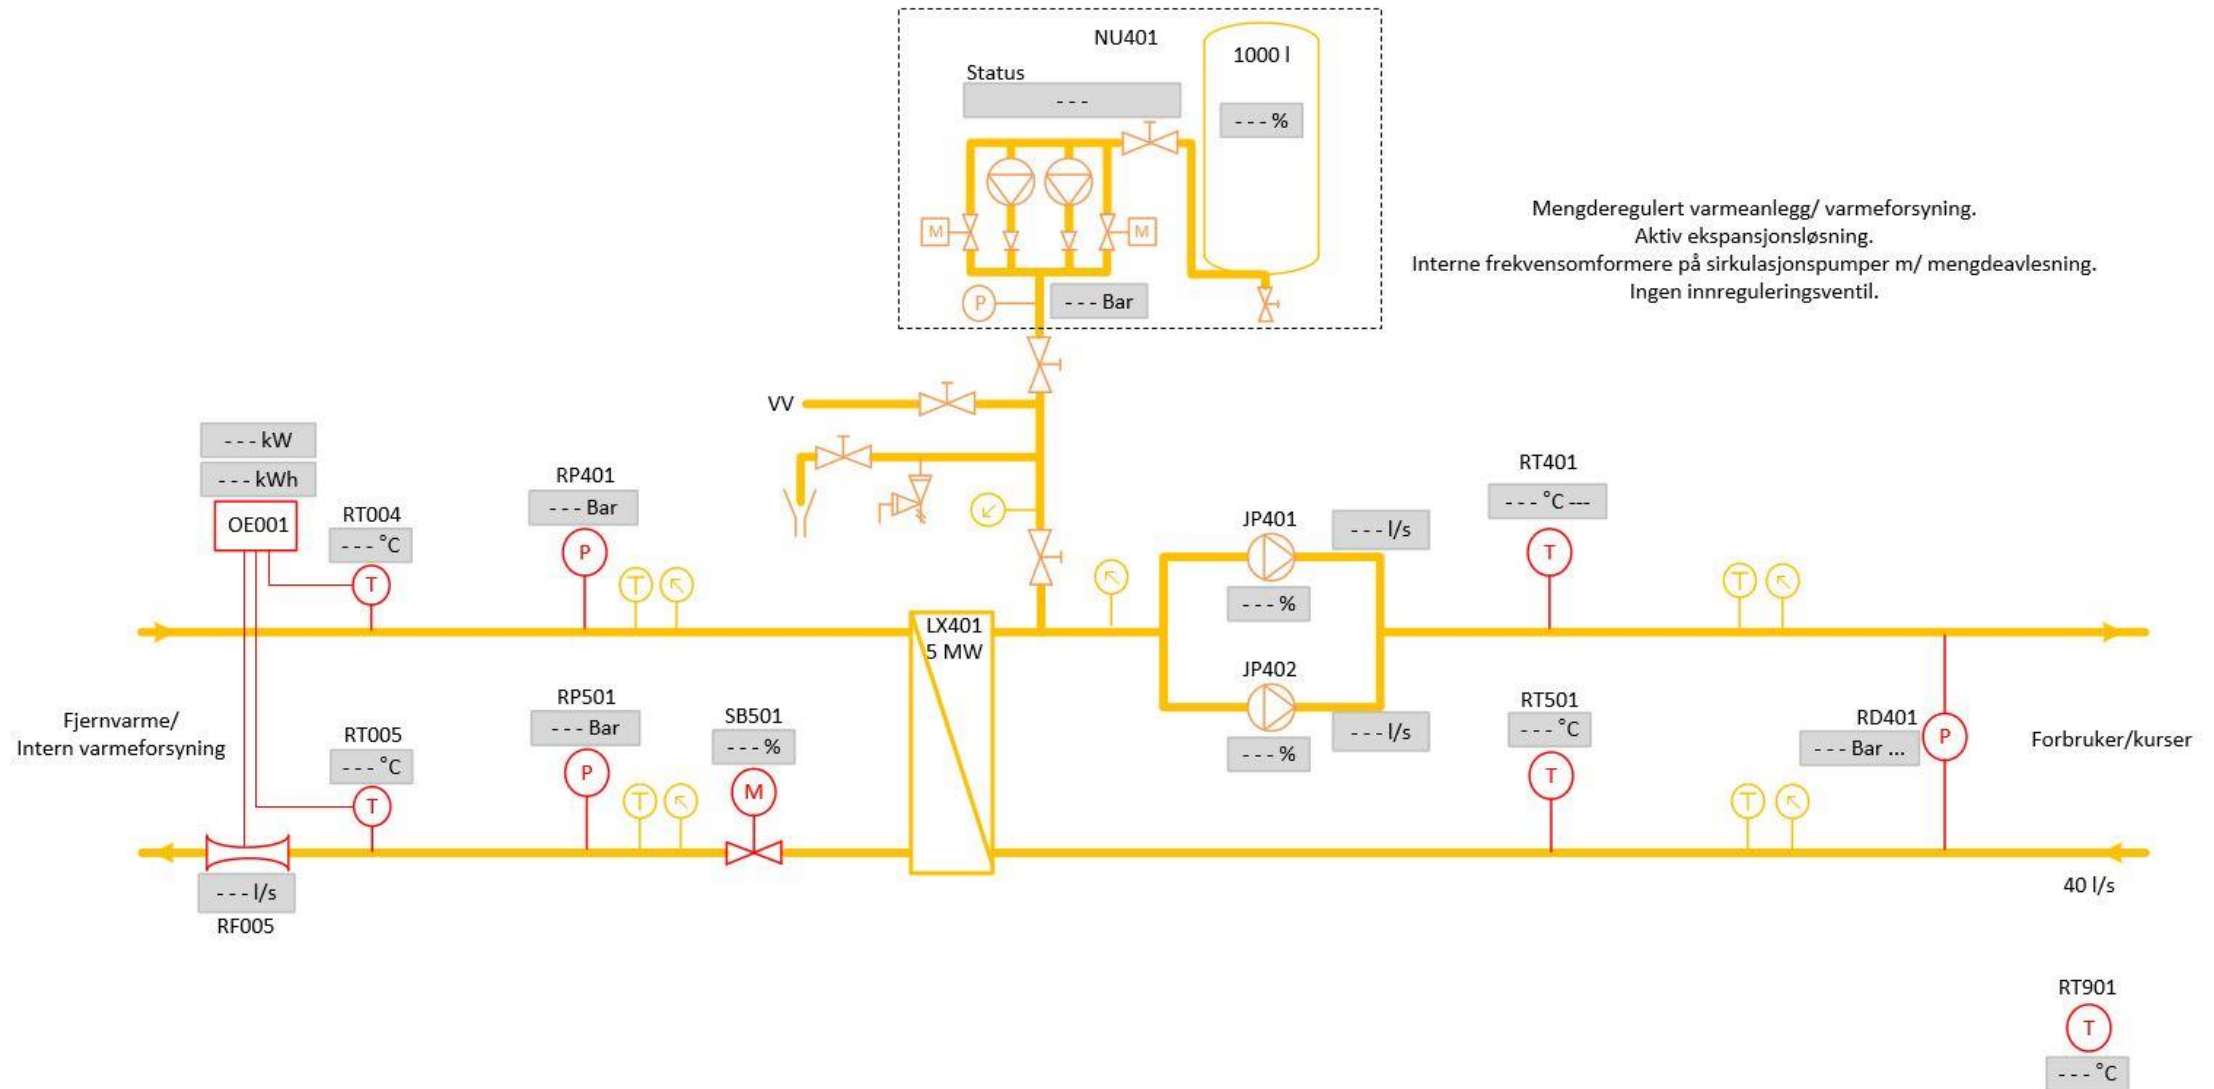 NU401
1000 l
Status
- - -
- - - %
M
M
P
- - - Bar
Mengderegulert varmeanlegg/ varmeforsyning.
Aktiv ekspansjonsløsning.
Interne frekvensomformere på sirkulasjonspumper m/ mengdeavlesning.
Ingen innreguleringsventil.
VV
- - - kW
- - - kWh
OE001
RT004
- - - °C
T
RP401
- - - Bar
P
T
LX401
5 MW
JP401
- - - l/s
- - - %
JP402
- - - l/s
- - - %
RT401
- - - °C ---
T
T
Fjernvarme/
Intern varmeforsyning
RT005
- - - °C
T
RP501
- - - Bar
P
T
SB501
- - - %
M
RT501
- - - °C
T
T
RD401
- - - Bar ...
P
Forbruker/kurser
- - - l/s
RF005
40 l/s
RT901
T
- - - °C